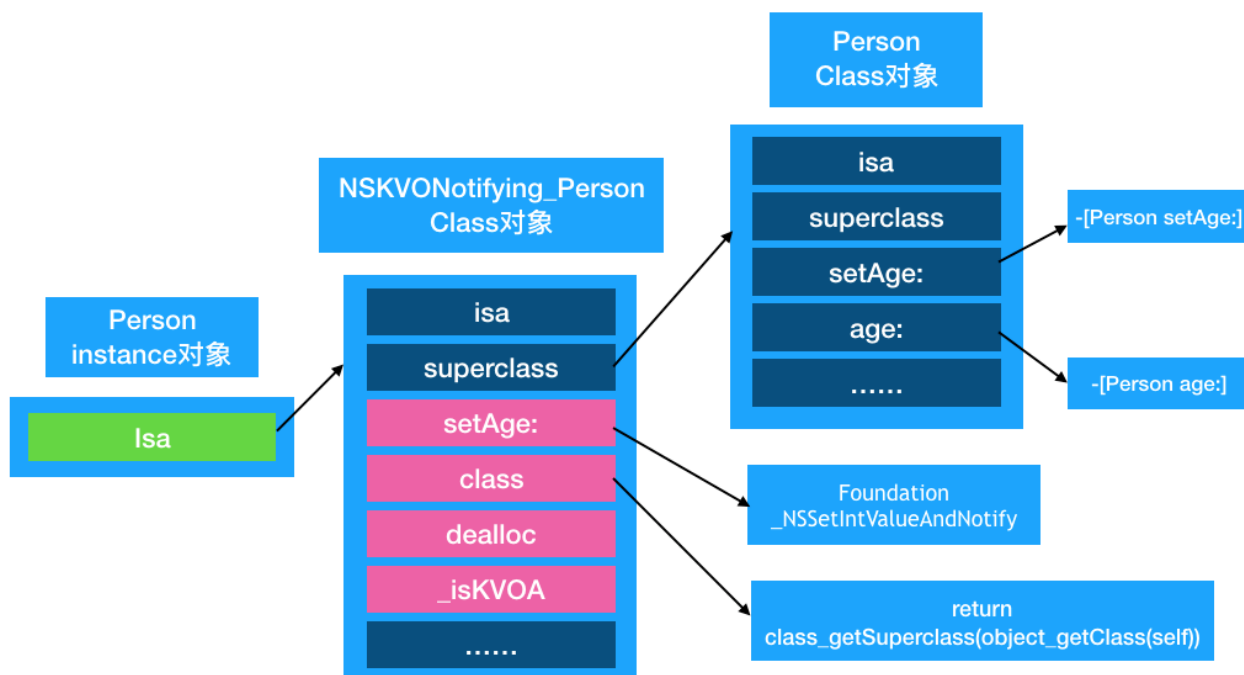 Person
Class对象
isa
superclass
setAge:
age:
......
-[Person setAge:]
-[Person age:]
NSKVONotifying_Person
Class对象
isa
superclass
setAge:
class
dealloc
_isKVOA
......
Person
instance对象
Isa
Foundation
_NSSetIntValueAndNotify
return
class_getSuperclass(object_getClass(self))